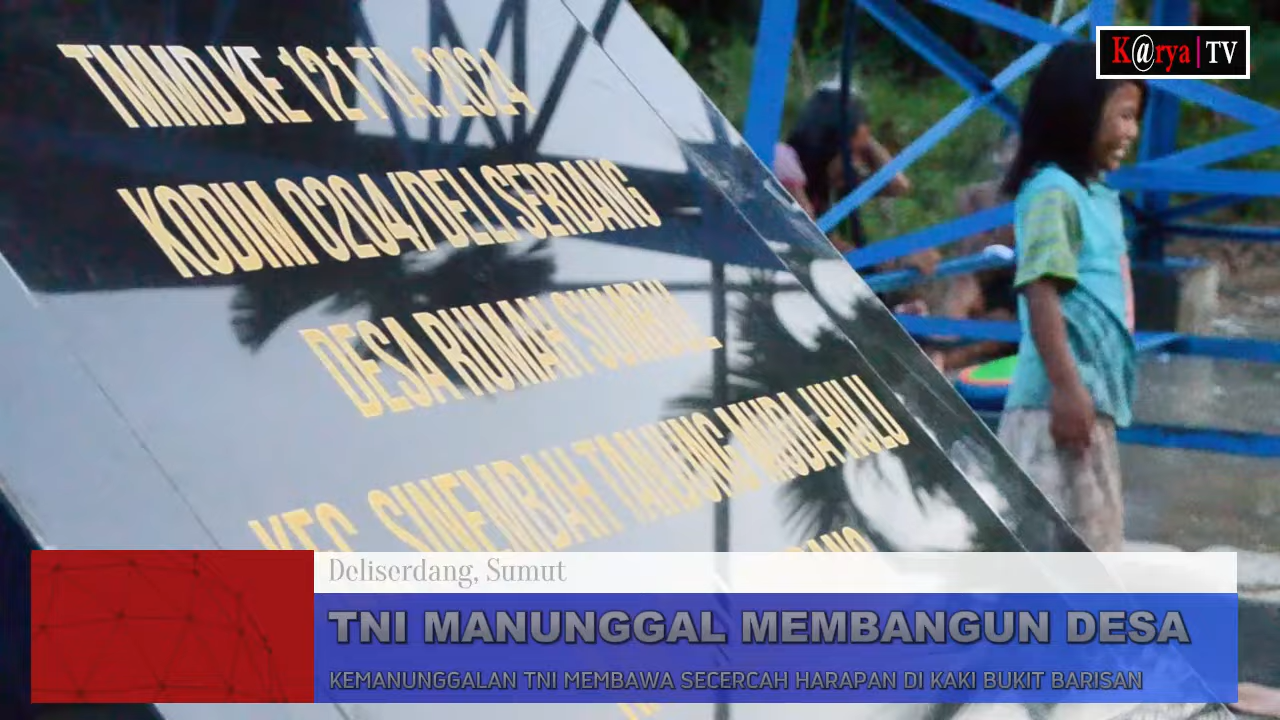 K@rya|TV
TMMD KE 121 TA. 2024
KODIM 0204/DELI SERDANG
DESA RUMAH SUMBUL
KEC. SINEMBAH TANJUNG MUDA HULU
Deliserdang, Sumut
TNI MANUNGGAL MEMBANGUN DESA
KEMANUNGGALAN TNI MEMBAWA SECERCAH HARAPAN DI KAKI BUKIT BARISAN